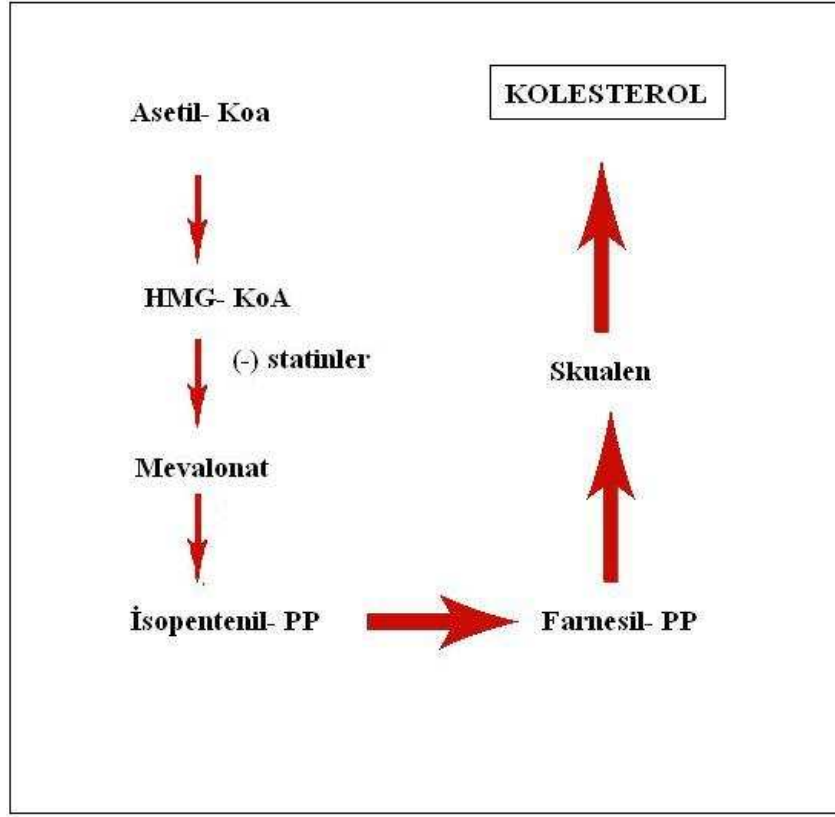 Asetil- Koa
HMG- KoA
(-) statinler
Mevalonat
İsopentenil- PP
Farnesil- PP
Skualen
KOLESTEROL